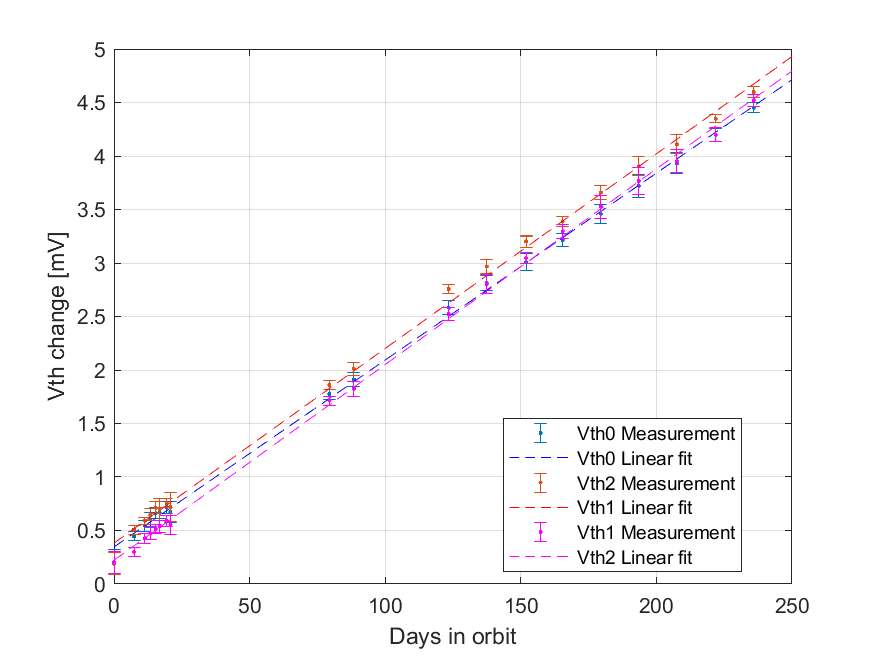 5
4.5
4
3.5
3
2.5
2
1.5
1
0.5
0
Vth change [mV]
Vth0 Measurement
Vth0 Linear fit
Vth2 Measurement
Vth1 Linear fit
Vth1 Measurement
Vth2 Linear fit
0 50 100 150 200 250
Days in orbit